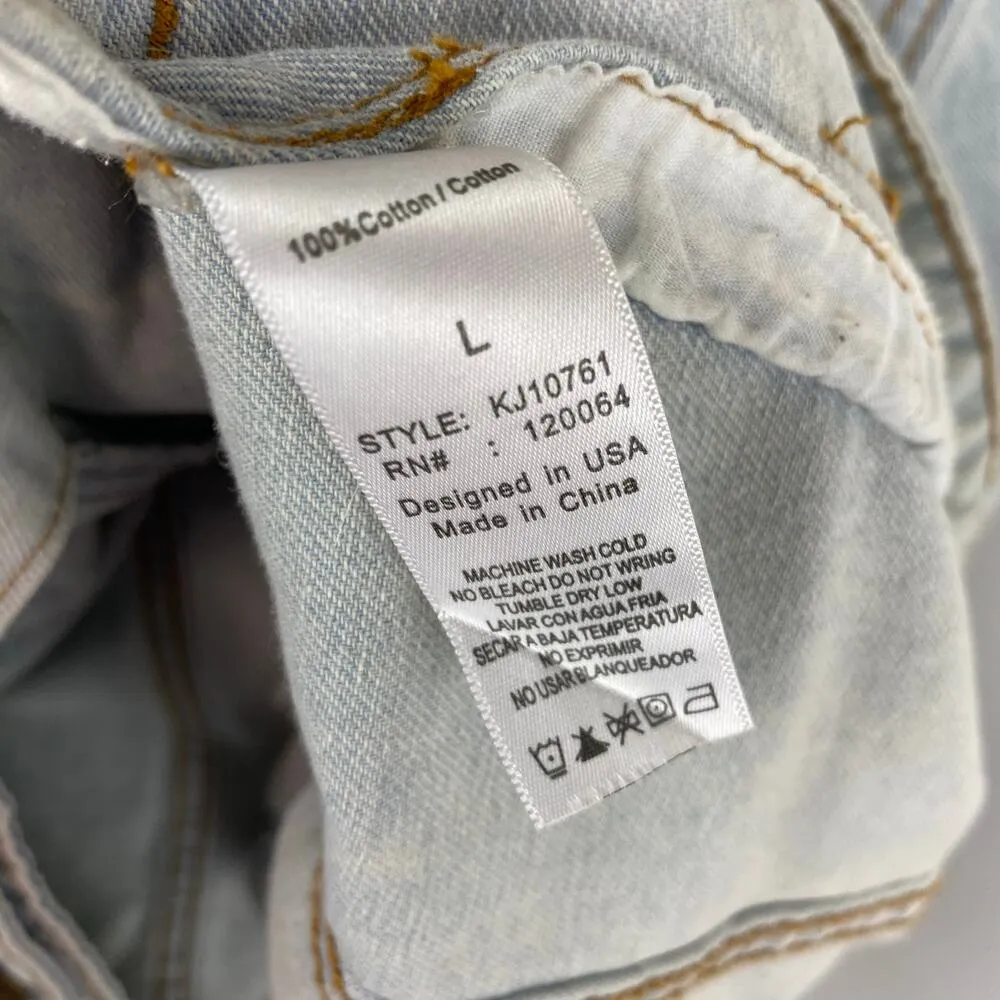 100%Cotton / Cotton
L
STYLE: KJ10761
RN# : 120064
Designed in USA
Made in China
MACHINE WASH COLD
NO BLEACH DO NOT WRING
TUMBLE DRY LOW
LAVAR CON AGUA FRIA
SECAR A BAJA TEMPERATURA
NO EXPRIMIR
NO USAR BLANQUEADOR